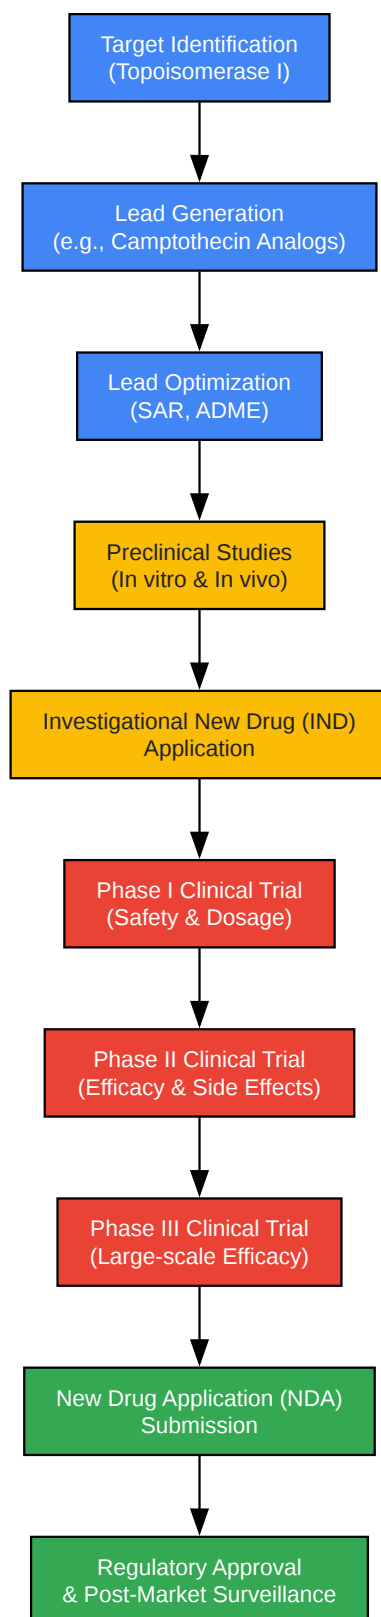 Target Identification
(Topoisomerase I)
Lead Generation
(e.g., Camptothecin Analogs)
Lead Optimization
(SAR, ADME)
Preclinical Studies
(In vitro & In vivo)
Investigational New Drug (IND)
Application
Phase I Clinical Trial
(Safety & Dosage)
Phase II Clinical Trial
(Efficacy & Side Effects)
Phase III Clinical Trial
(Large-scale Efficacy)
New Drug Application (NDA)
Submission
Regulatory Approval
& Post-Market Surveillance